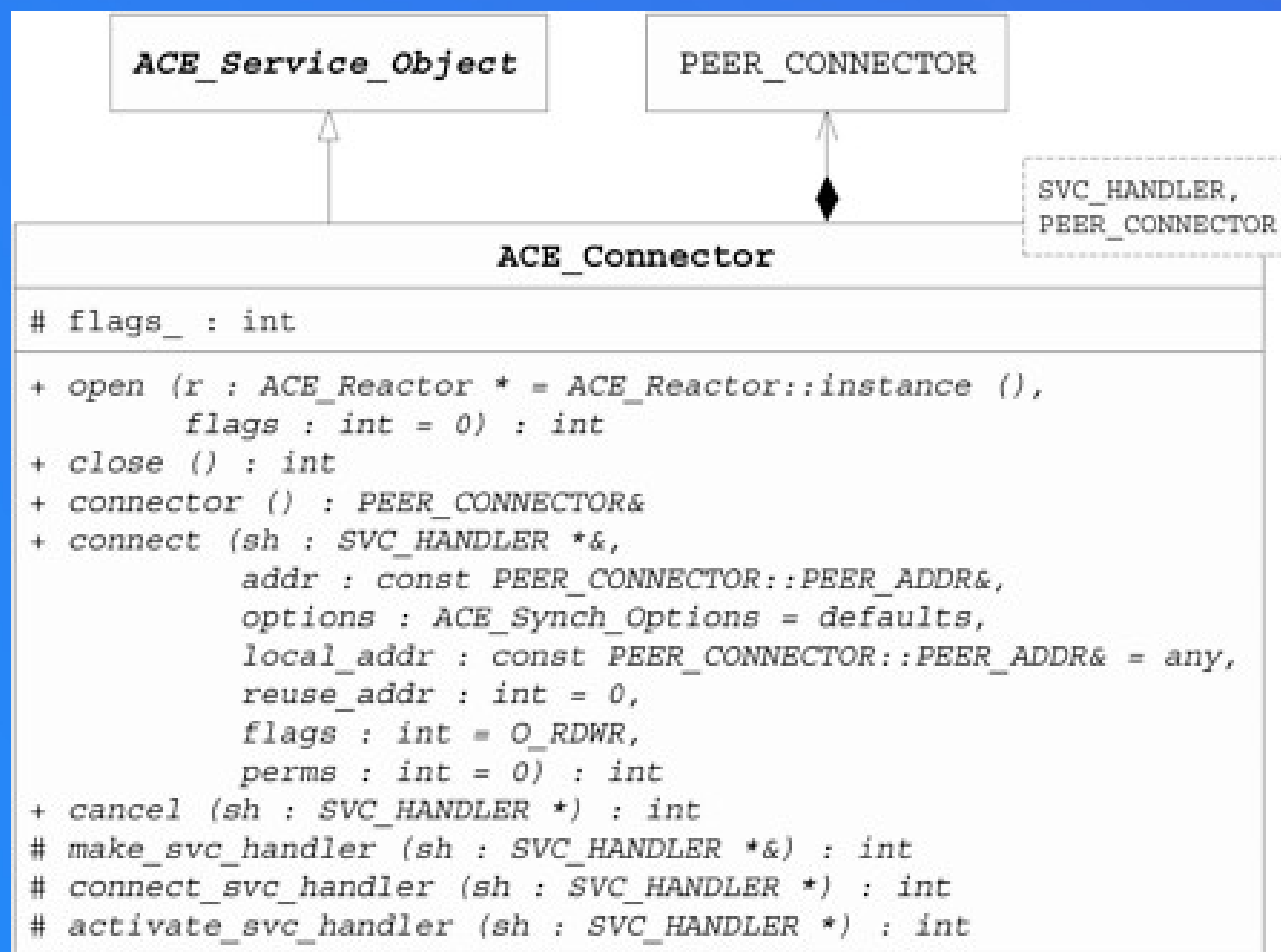 ACE_Service_Object
PEER_CONNECTOR
SVC_HANDLER,
PEER_CONNECTOR
ACE_Connector
# flags_ : int
+ open (r : ACE_Reactor * = ACE_Reactor::instance (),
flags : int = 0) : int
+ close () : int
+ connector () : PEER_CONNECTOR&
+ connect (sh : SVC_HANDLER *&,
addr : const PEER_CONNECTOR::PEER_ADDR&,
options : ACE_Synch_Options = defaults,
local_addr : const PEER_CONNECTOR::PEER_ADDR& = any,
reuse_addr : int = 0,
flags : int = O_RDWR,
perms : int = 0) : int
+ cancel (sh : SVC_HANDLER *) : int
# make_svc_handler (sh : SVC_HANDLER *&) : int
# connect_svc_handler (sh : SVC_HANDLER *) : int
# activate_svc_handler (sh : SVC_HANDLER *) : int